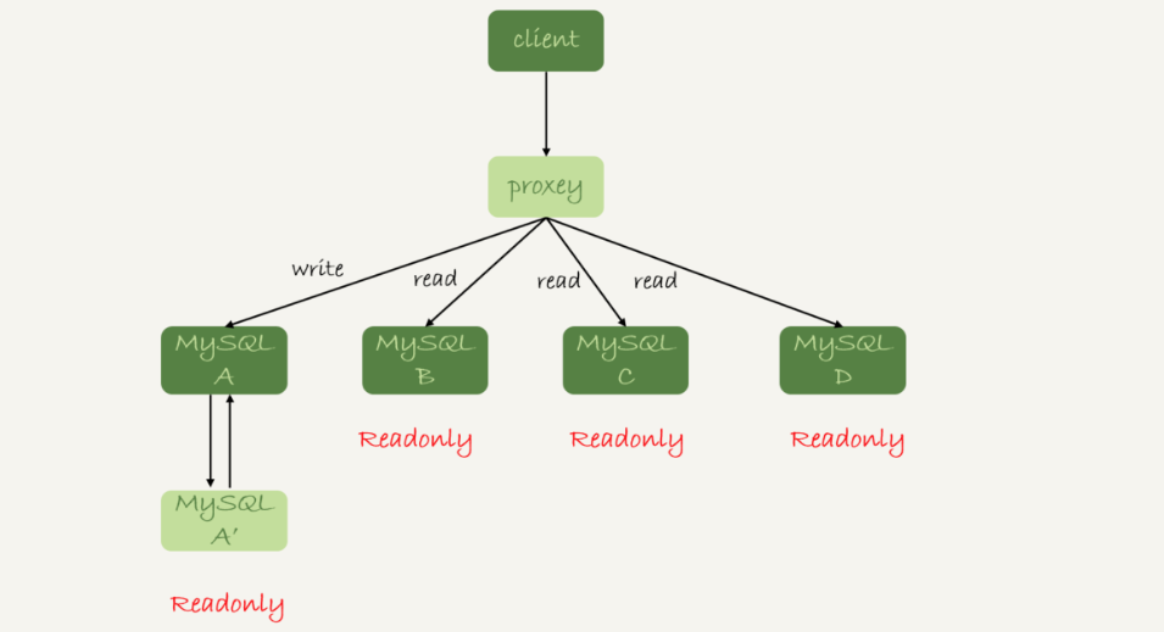 client
proxey
write
read
read
read
MySQL
A
MySQL
B
MySQL
C
MySQL
D
Readonly
Readonly
Readonly
MySQL
A'
Readonly